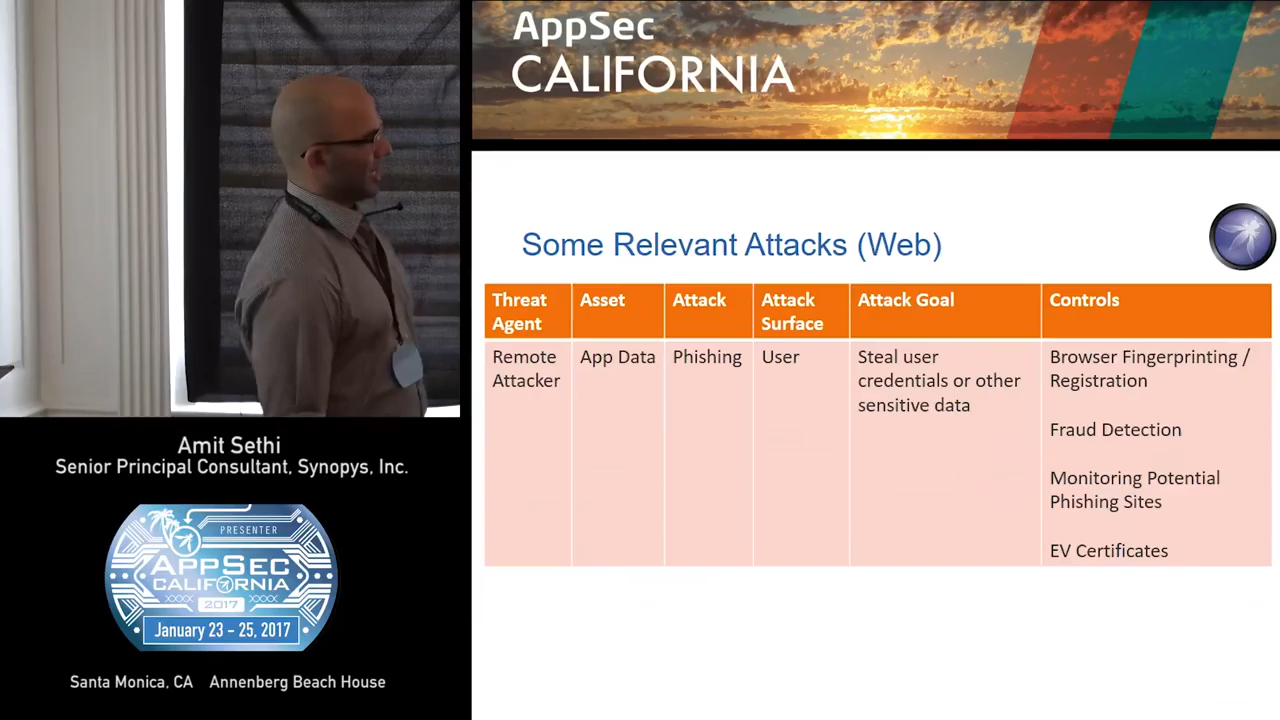 AppSec
CALIFORNIA
Some Relevant Attacks (Web)
Threat Agent
Asset
Attack
Attack Surface
Attack Goal
Controls
Remote Attacker
App Data
Phishing
User
Steal user
credentials or other
sensitive data
Browser Fingerprinting /
Registration
Fraud Detection
Monitoring Potential
Phishing Sites
EV Certificates
Amit Sethi
Senior Principal Consultant, Synopys, Inc.
PRESENTER
APPSEC
CALIFORNIA
2017
January 23 - 25, 2017
Santa Monica, CA Annenberg Beach House